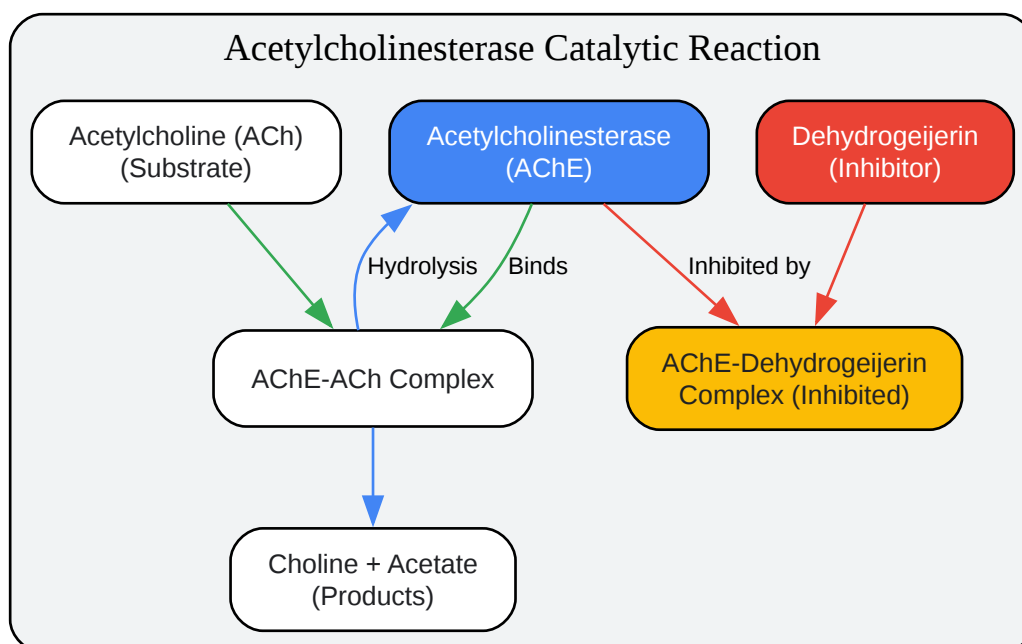 Acetylcholinesterase Catalytic Reaction
Acetylcholine (ACh)
(Substrate)
Acetylcholinesterase
(AChE)
Dehydrogeijerin
(Inhibitor)
Hydrolysis
Binds
Inhibited by
AChE-ACh Complex
AChE-Dehydrogeijerin
Complex (Inhibited)
Choline + Acetate
(Products)